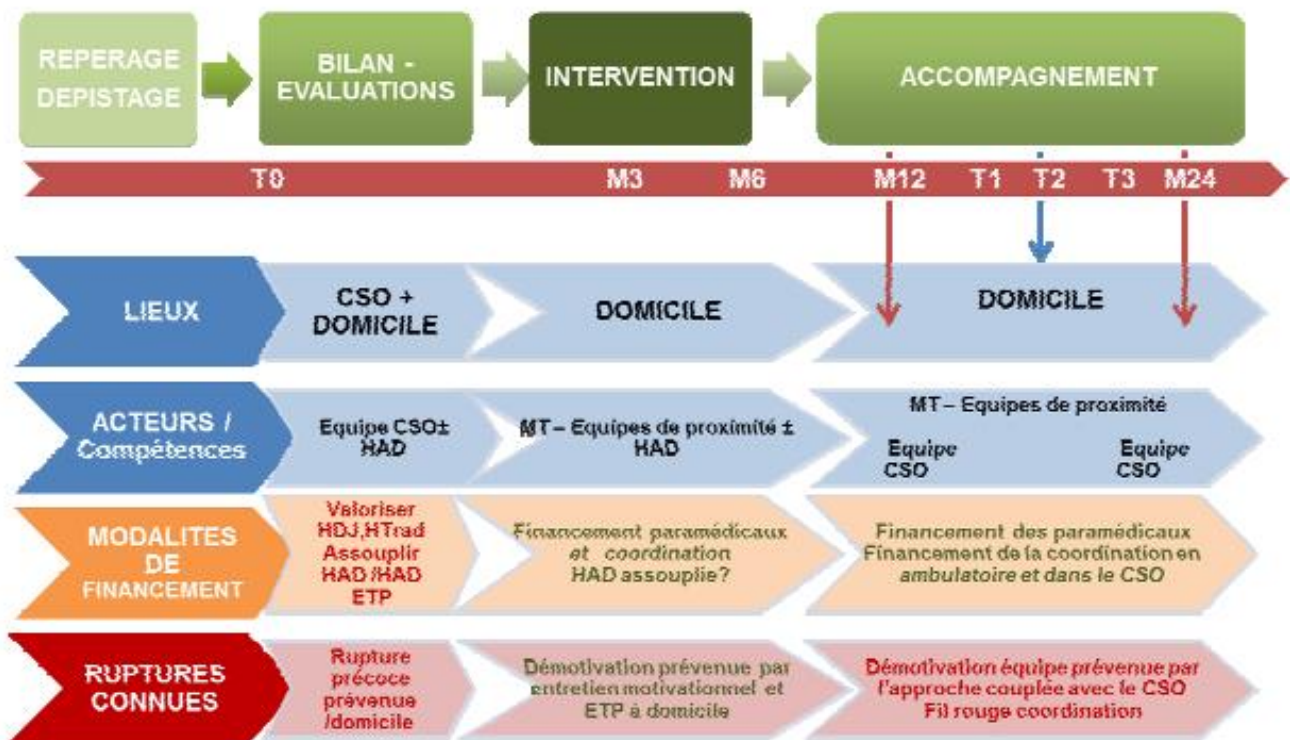 REPERAGE
DEPISTAGE
BILAN -
EVALUATIONS
INTERVENTION
ACCOMPAGNEMENT
T0
M3
M6
M12
T1
T2
T3
M24
LIEUX
CSO +
DOMICILE
DOMICILE
DOMICILE
ACTEURS /
Compétences
Equipe CSO±
HAD
MT – Equipes de proximité ±
HAD
MT – Equipes de proximité
Equipe
CSO
Equipe
CSO
MODALITES
DE
FINANCEMENT
Valoriser
HDJ,HTrad
Assouplir
HAD /HAD
ETP
Financement paramédicaux
et coordination
HAD assouplie?
Financement des paramédicaux
Financement de la coordination en
ambulatoire et dans le CSO
RUPTURES
CONNUES
Rupture
précoce
prévenue
/domicile
Démotivation prévenue par
entretien motivationnel et
ETP à domicile
Démotivation équipe prévenue par
l'approche couplée avec le CSO
Fil rouge coordination